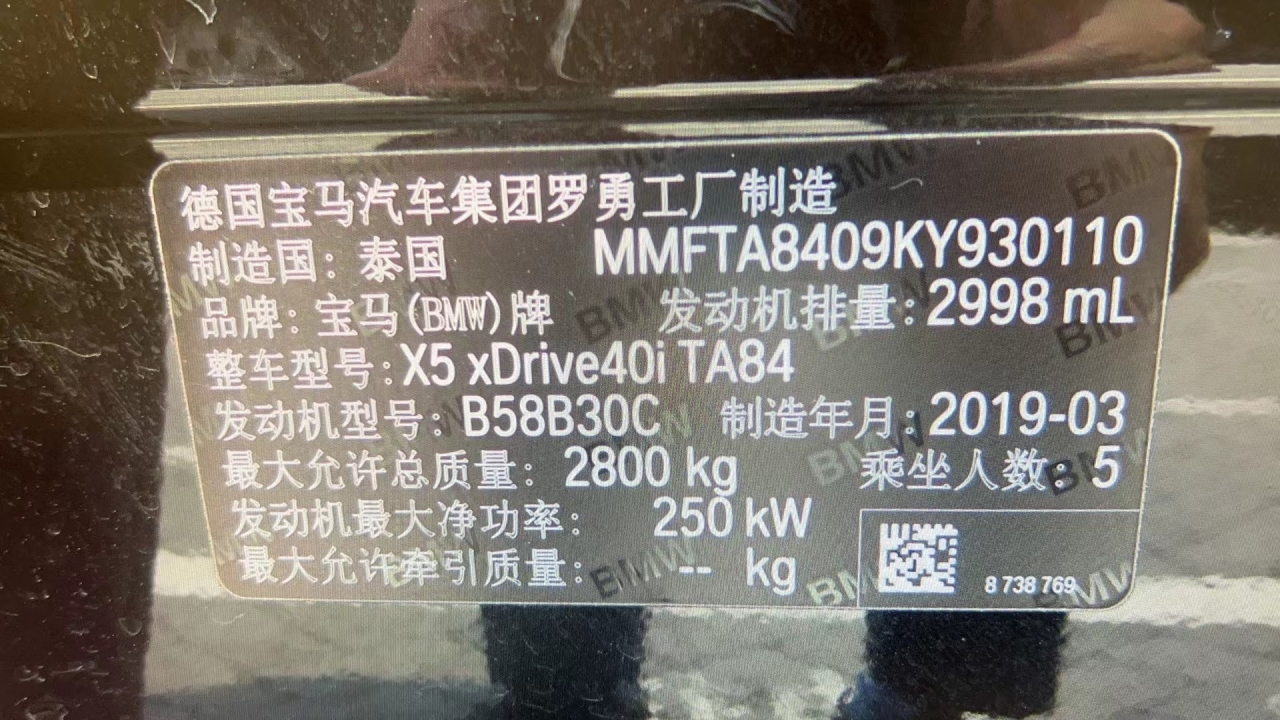 德国宝马汽车集团罗勇工厂制造
制造国：泰国 MMFTA8409KY930110
品牌：宝马(BMW)牌 发动机排量：2998 mL
整车型号：X5 xDrive40i TA84
发动机型号：B58B30C 制造年月：2019-03
最大允许总质量：2800 kg 乘坐人数：5
发动机最大净功率：250 kW
最大允许牵引质量：-- kg
8 738 769